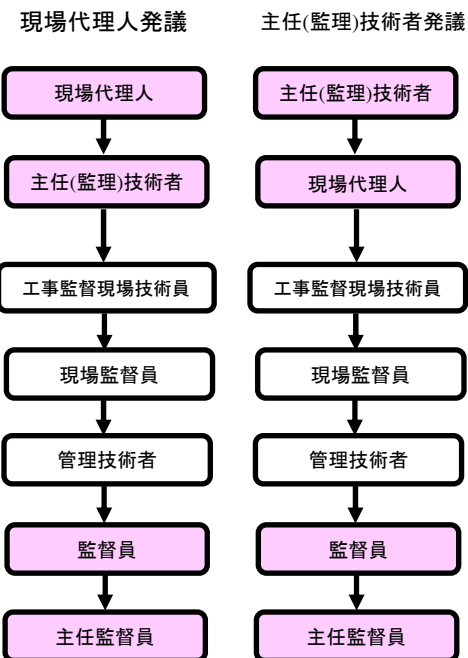 現場代理人発議
現場代理人
主任(監理)技術者
工事監督現場技術員
現場監督員
管理技術者
監督員
主任監督員
主任(監理)技術者発議
主任(監理)技術者
現場代理人
工事監督現場技術員
現場監督員
管理技術者
監督員
主任監督員